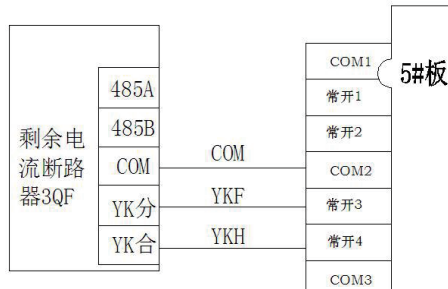 剩余电
流断路
器3QF
485A
485B
COM
YK分
YK合
COM
YKF
YKH
COM1
常开1
常开2
COM2
常开3
常开4
COM3
5#板